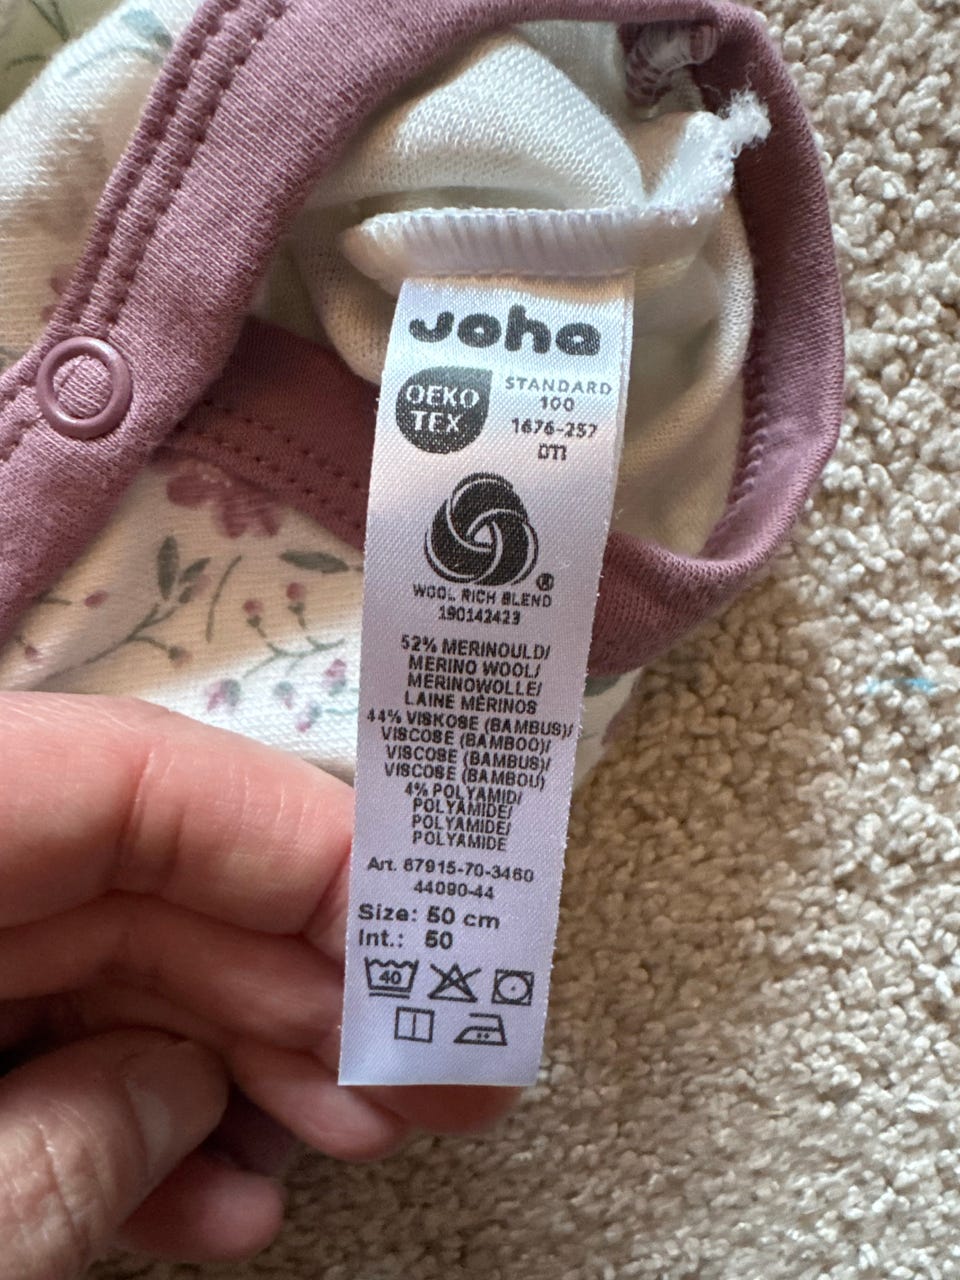 Joha
OEKO
TEX
STANDARD
100
1676-257
DTI
WOOL RICH BLEND
190142423
52% MERINOULD/
MERINO WOOL/
MERINOWOLLE/
LAINE MERINOS
44% VISKOSE (BAMBUS)/
VISCOSE (BAMBOO)/
VISCOSE (BAMBUS)/
VISCOSE (BAMBOU)
4% POLYAMID/
POLYAMIDE/
POLYAMIDE/
POLYAMIDE
Art. 67915-70-3460
44090-44
Size: 50 cm
Int.: 50
40